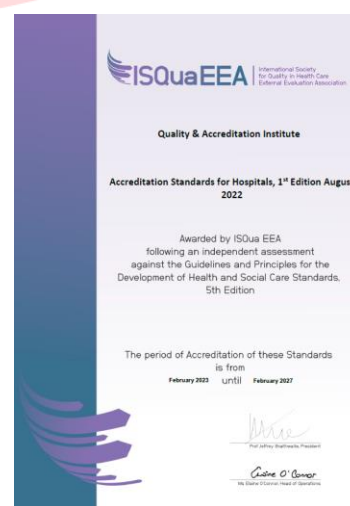 ISQuaEEA
International Society
for Quality in Health Care
External Evaluation Association
Quality & Accreditation Institute
Accreditation Standards for Hospitals, 1st Edition Augus
2022
Awarded by ISQua EEA
following an independent assessment
against the Guidelines and Principles for the
Development of Health and Social Care Standards,
5th Edition
The period of Accreditation of these Standards
is from
February 2023 until February 2027
Prof Jeffrey Braithwaite President
Elaine O'Connor
Ms Elaine O'Connor Head of Operations